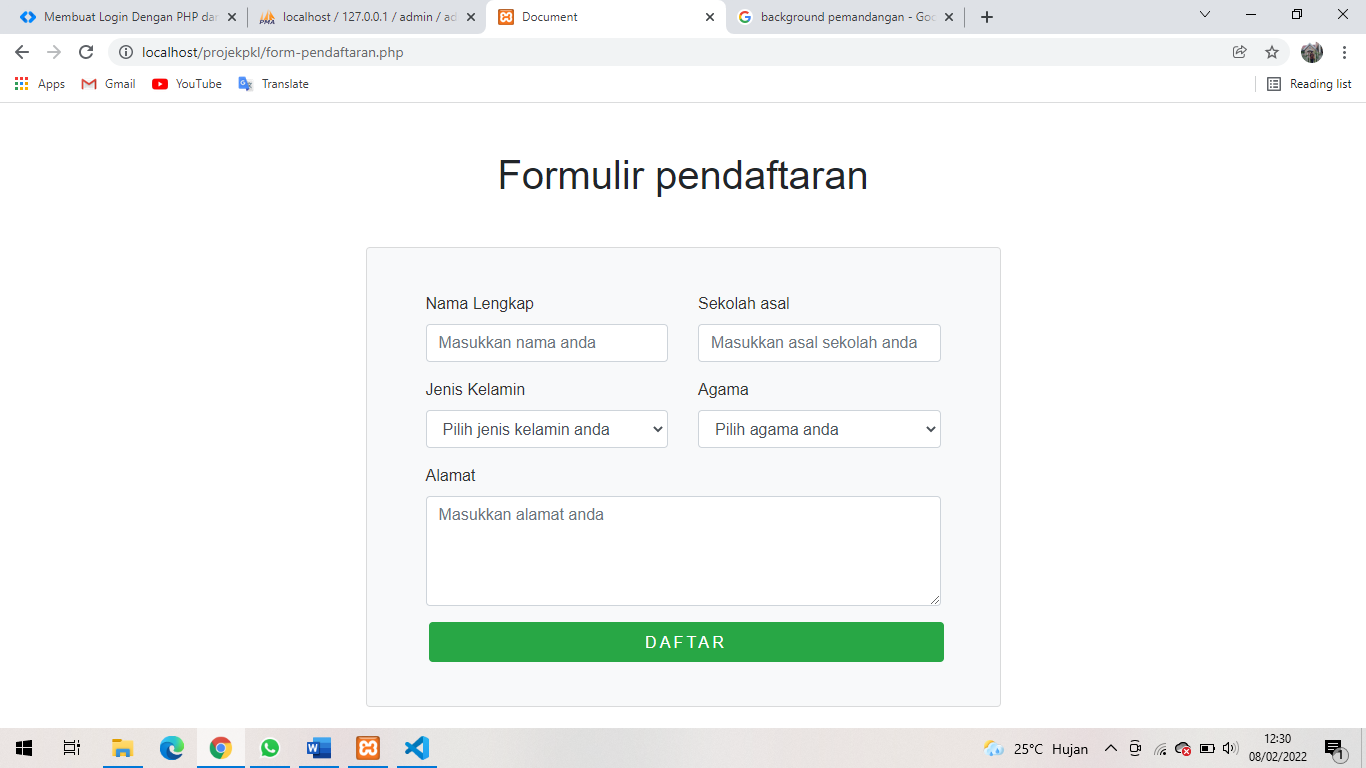 Membuat Login Dengan PHP dar
localhost / 127.0.0.1 / admin / ad
Document
background pemandangan - Goo
localhost/projekpkl/form-pendaftaran.php
Apps
Gmail
YouTube
Translate
Reading list
Formulir pendaftaran
Nama Lengkap
Sekolah asal
Masukkan nama anda
Masukkan asal sekolah anda
Jenis Kelamin
Agama
Pilih jenis kelamin anda
Pilih agama anda
Alamat
Masukkan alamat anda
DAFTAR
25°C Hujan
12:30
08/02/2022
1